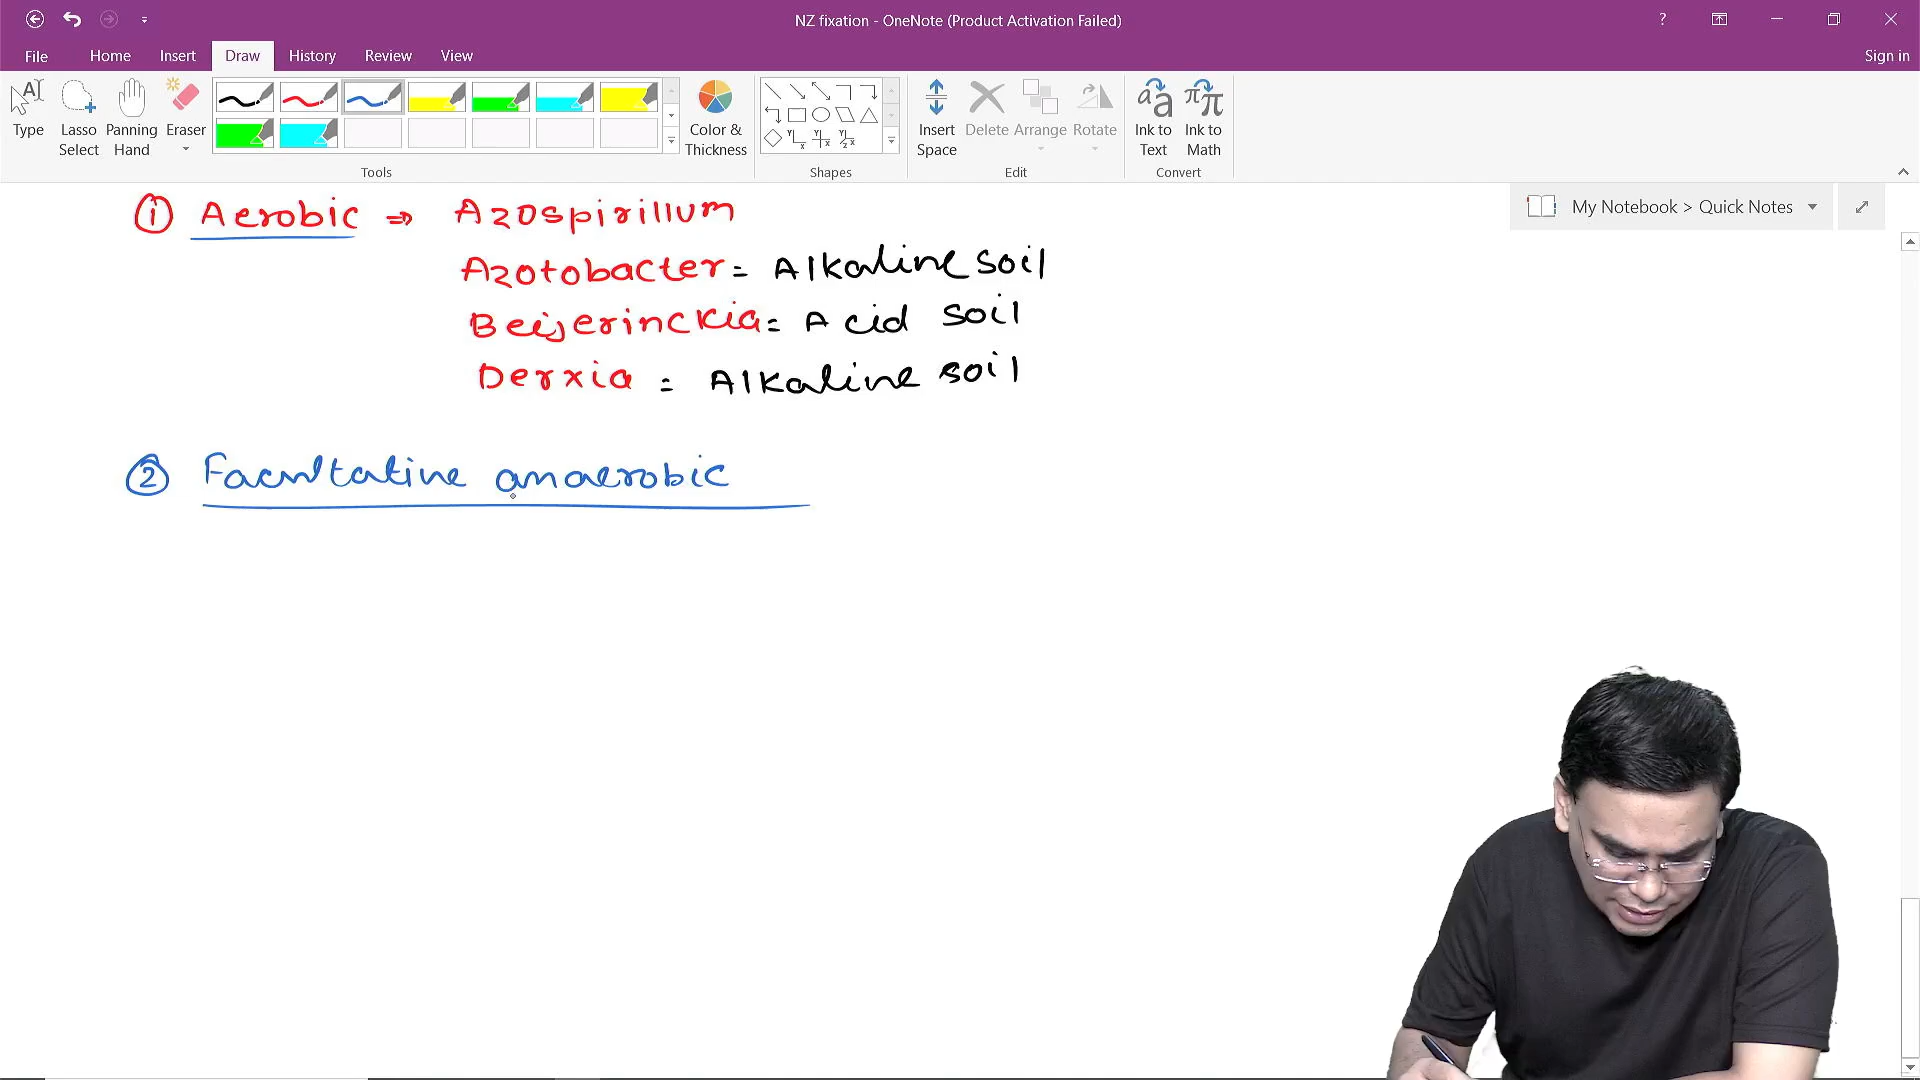 NZ fixation - OneNote (Product Activation Failed)
?
File Home Insert Draw History Review View
Sign in
Type
Lasso Select
Panning Hand
Eraser
Color & Thickness
Insert Space
Delete
Arrange
Rotate
Ink to Text
Ink to Math
Tools
Shapes
Edit
Convert
My Notebook > Quick Notes
① Aerobic ⇒ Azospirillum
Azotobacter = Alkaline soil
Beijerinckia = Acid soil
Derxia = Alkaline soil
② Facultative anaerobic